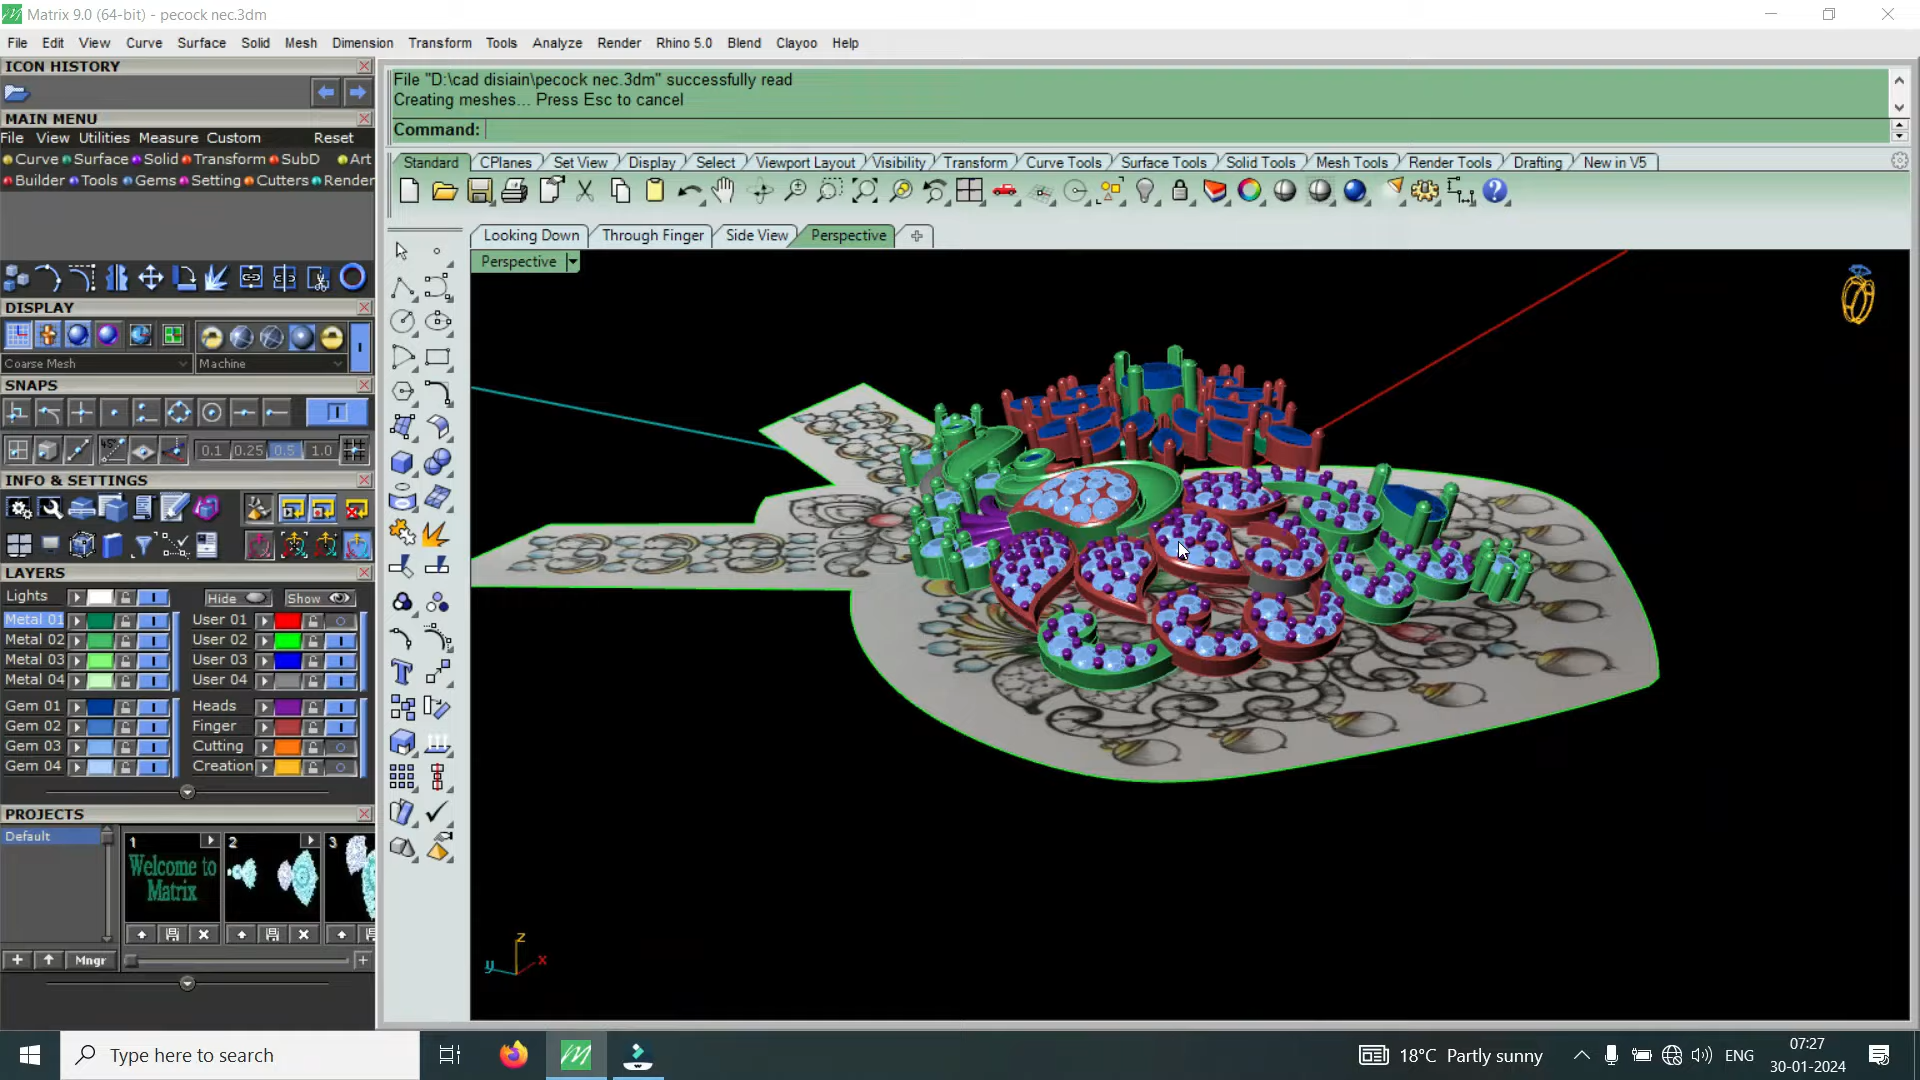 Matrix 9.0 (64-bit) - pecock nec.3dm
File Edit View Curve Surface Solid Mesh Dimension Transform Tools Analyze Render Rhino 5.0 Blend Clayoo Help
ICON HISTORY
MAIN MENU
File View Utilities Measure Custom Reset
Curve Surface Solid Transform SubD Art
Builder Tools Gems Setting Cutters Render
DISPLAY
Coarse Mesh Machine
SNAPS
0.1 0.25 0.5 1.0
INFO & SETTINGS
LAYERS
Lights Hide Show
Metal 01 User 01
Metal 02 User 02
Metal 03 User 03
Metal 04 User 04
Gem 01 Heads
Gem 02 Finger
Gem 03 Cutting
Gem 04 Creation
PROJECTS
Default
1 2 3
Welcome to
Matrix
Mngr
File "D:\cad disiain\pecock nec.3dm" successfully read
Creating meshes... Press Esc to cancel
Command:
Standard CPlanes Set View Display Select Viewport Layout Visibility Transform Curve Tools Surface Tools Solid Tools Mesh Tools Render Tools Drafting New in V5
Looking Down Through Finger Side View Perspective
Perspective
z
y x
Type here to search
18°C Partly sunny
ENG
07:27
30-01-2024